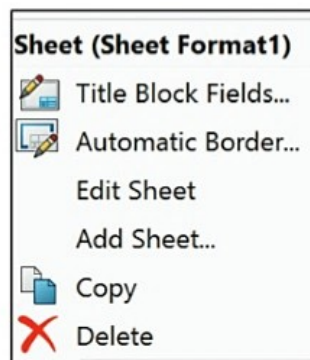 Sheet (Sheet Format1)
Title Block Fields...
Automatic Border...
Edit Sheet
Add Sheet...
Copy
Delete